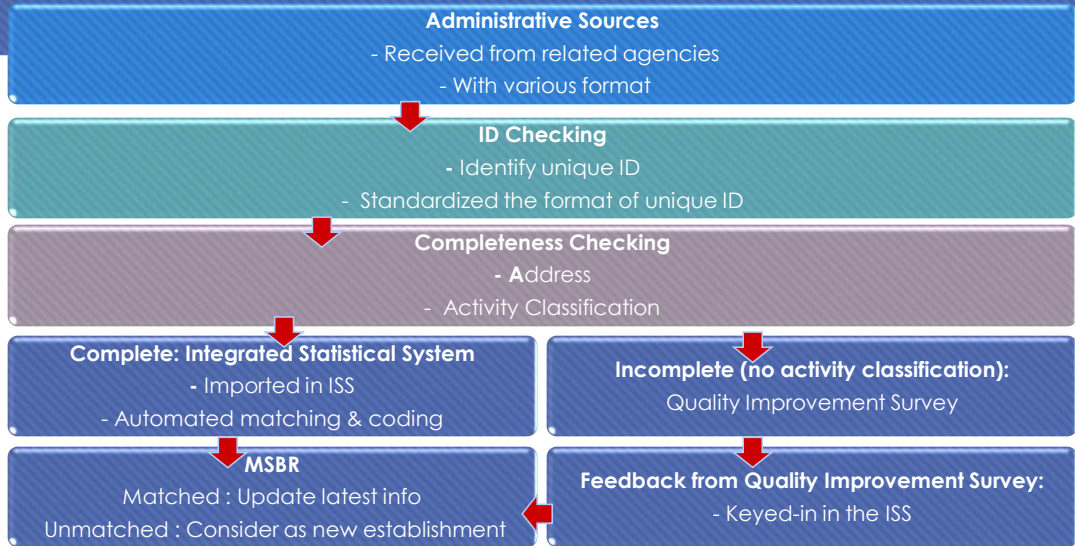 Administrative Sources
- Received from related agencies
- With various format
ID Checking
- Identify unique ID
- Standardized the format of unique ID
Completeness Checking
- Address
- Activity Classification
Complete: Integrated Statistical System
- Imported in ISS
- Automated matching & coding
Incomplete (no activity classification):
Quality Improvement Survey
MSBR
Matched : Update latest info
Unmatched : Consider as new establishment
Feedback from Quality Improvement Survey:
- Keyed-in in the ISS